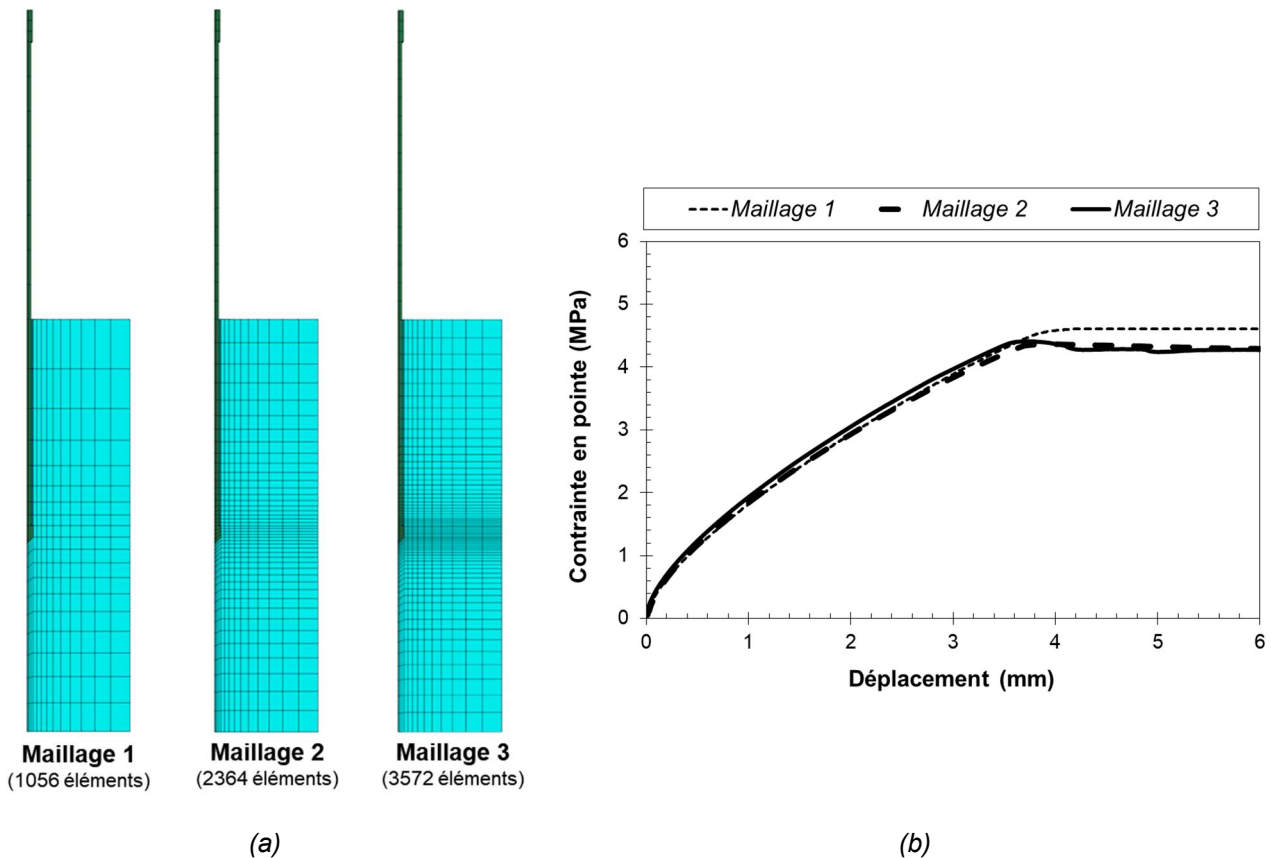 Maillage 1
(1056 éléments)
Maillage 2
(2364 éléments)
Maillage 3
(3572 éléments)
(a)
Maillage 1 Maillage 2 Maillage 3
Contrainte en pointe (MPa)
6
5
4
3
2
1
0
0 1 2 3 4 5 6
Déplacement (mm)
(b)